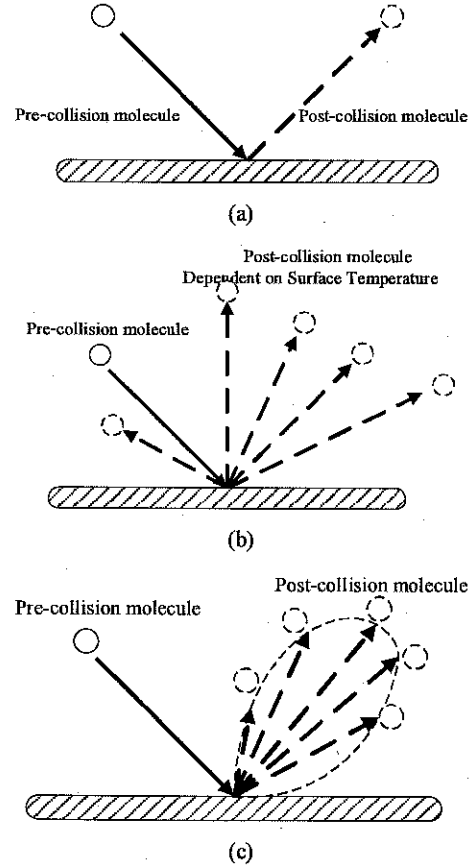 Pre-collision molecule
Post-collision molecule
(a)
Post-collision molecule
Dependent on Surface Temperature
Pre-collision molecule
(b)
Post-collision molecule
Pre-collision molecule
(c)